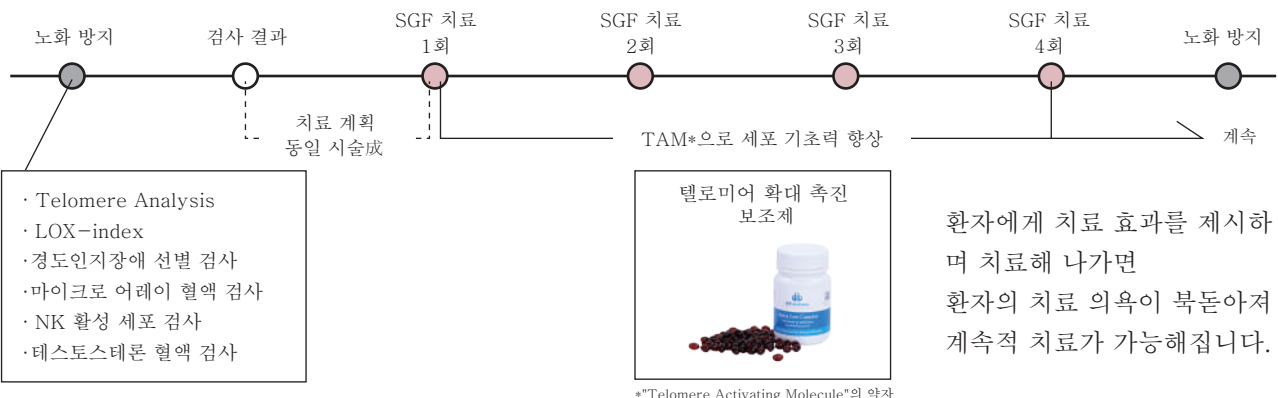 노화 방지
검사 결과
SGF 치료
1회
SGF 치료
2회
SGF 치료
3회
SGF 치료
4회
노화 방지
치료 계획
동일 시술成
TAM*으로 세포 기초력 향상
계속
· Telomere Analysis
· LOX-index
·경도인지장애 선별 검사
·마이크로 어레이 혈액 검사
· NK 활성 세포 검사
·테스토스테론 혈액 검사
텔로미어 확대 촉진
보조제
*"Telomere Activating Molecule"의 약자
환자에게 치료 효과를 제시하
며 치료해 나가면
환자의 치료 의욕이 북돋아져
계속적 치료가 가능해집니다.